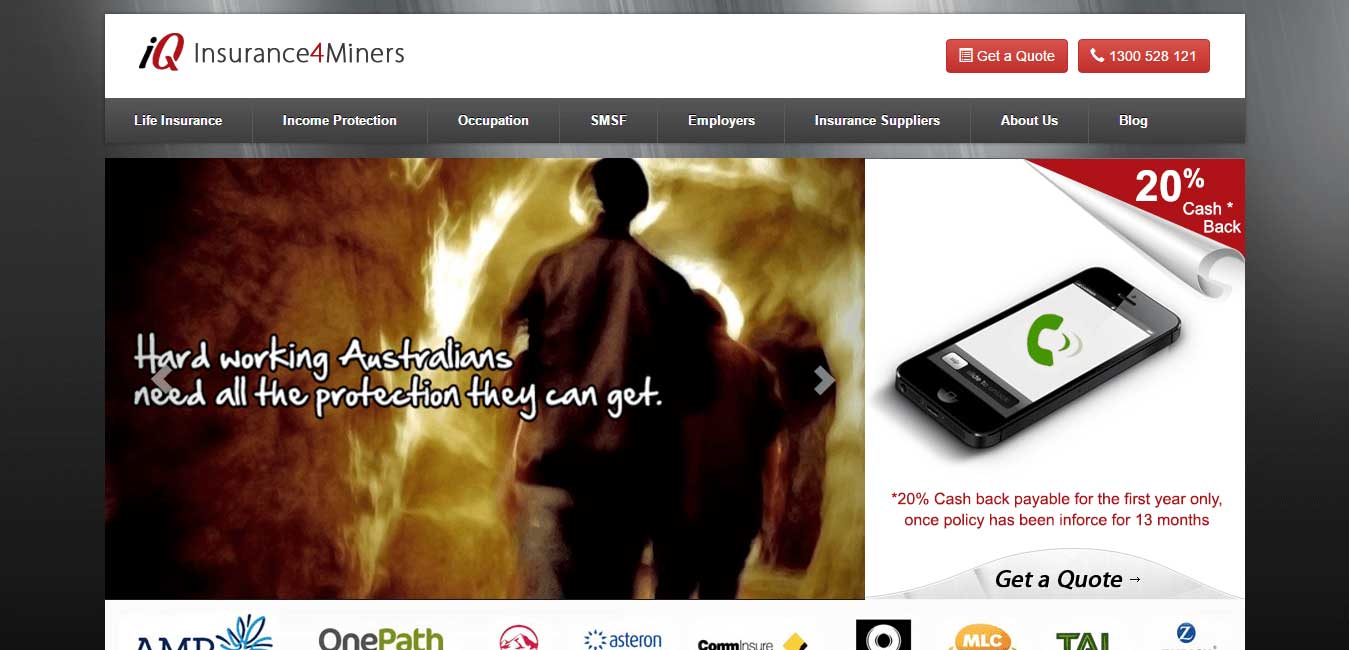 iQ Insurance4Miners
Get a Quote
1300 528 121
Life Insurance
Income Protection
Occupation
SMSF
Employers
Insurance Suppliers
About Us
Blog
Hard working Australians
need all the protection they can get.
20%
Cash *
Back
*20% Cash back payable for the first year only,
once policy has been inforce for 13 months
Get a Quote →
AMP
OnePath
asteron
CommInsure
MLC
TAL